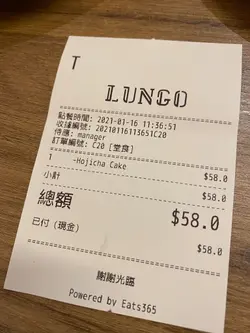 T
LUNGO
點餐時間: 2021-01-16 11:36:51
收據編號: 20210116113651C20
侍應: manager
訂單編號: C20 [堂食]
1 -Hojicha Cake $58.0
小計 $58.0
總額 $58.0
已付 (現金) $58.0
謝謝光臨
Powered by Eats365